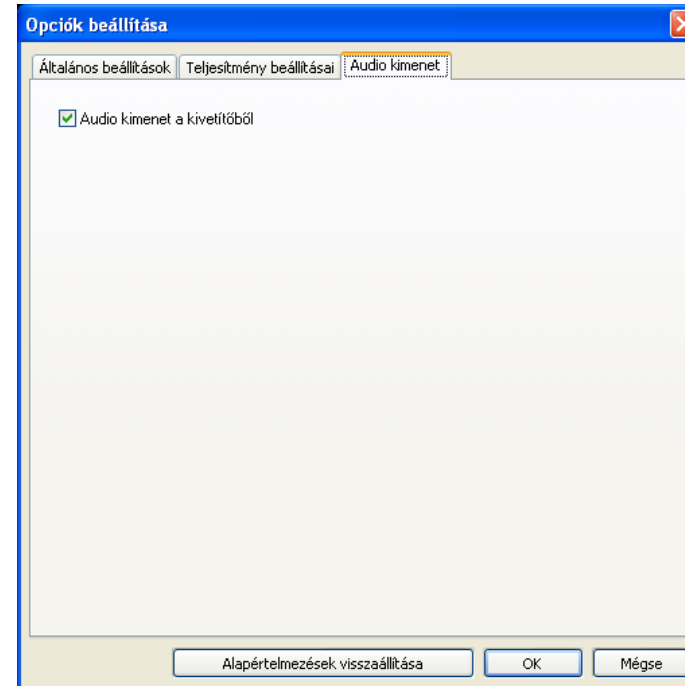 Opciók beállítása
Általános beállítások Teljesítmény beállításai Audio kimenet
Audio kimenet a kivetítőből
Alapértelmezések visszaállítása OK Mégse